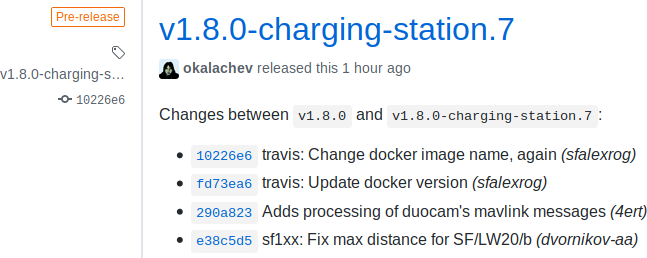 Pre-release
v1.8.0-charging-s...
10226e6
v1.8.0-charging-station.7
okalachev released this 1 hour ago
Changes between v1.8.0 and v1.8.0-charging-station.7:
• 10226e6 travis: Change docker image name, again (sfalexrog)
• fd73ea6 travis: Update docker version (sfalexrog)
• 290a823 Adds processing of duocam's mavlink messages (4ert)
• e38c5d5 sf1xx: Fix max distance for SF/LW20/b (dvornikov-aa)